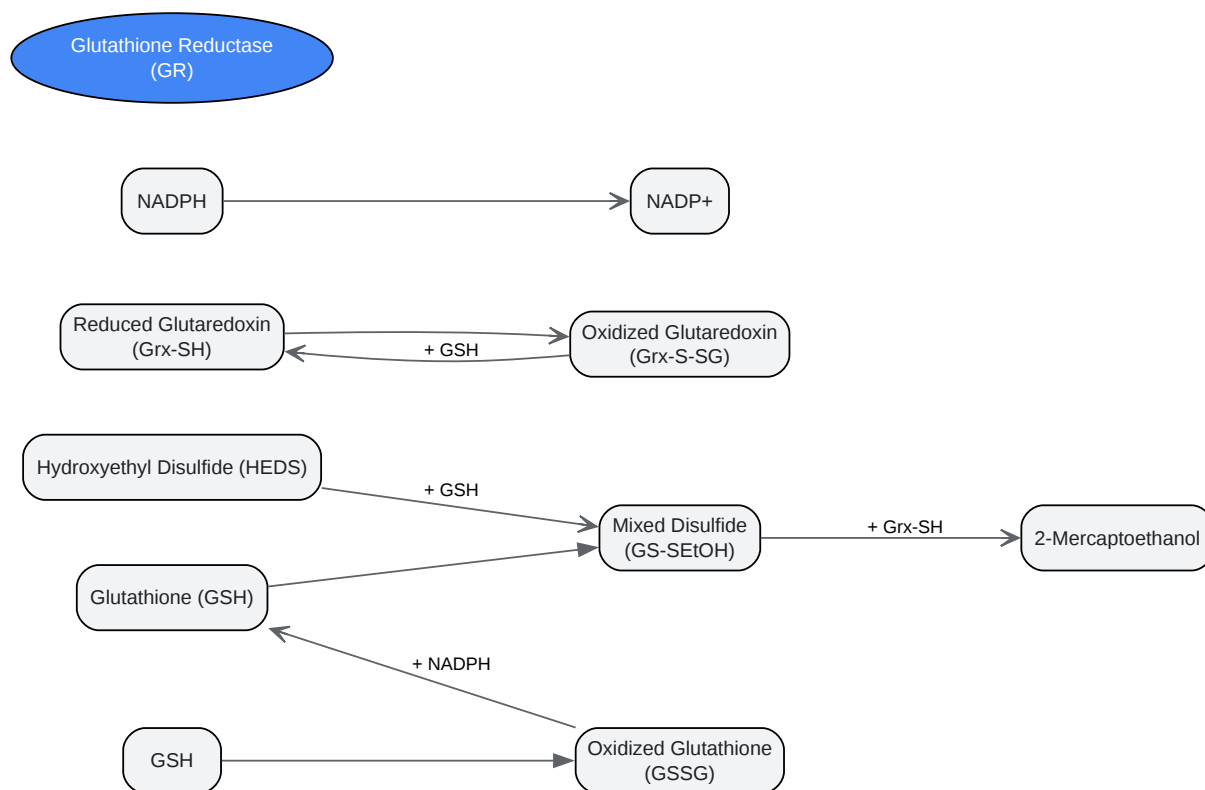 Glutathione Reductase
(GR)
NADPH
NADP+
Reduced Glutaredoxin
(Grx-SH)
+ GSH
Oxidized Glutaredoxin
(Grx-S-SG)
Hydroxyethyl Disulfide (HEDS)
+ GSH
Mixed Disulfide
(GS-SEtOH)
+ Grx-SH
2-Mercaptoethanol
Glutathione (GSH)
+ NADPH
GSH
Oxidized Glutathione
(GSSG)